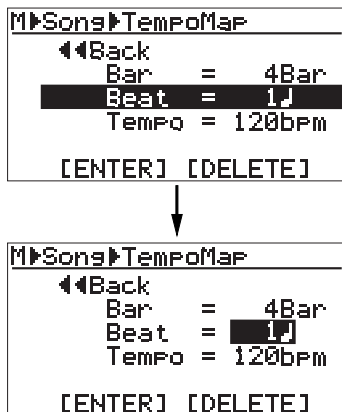 M▶Song▶TempoMap
◀◀Back
Bar = 4Bar
Beat = 1♩
Tempo = 120bpm
[ENTER] [DELETE]
M▶Song▶TempoMap
◀◀Back
Bar = 4Bar
Beat = 1♩
Tempo = 120bpm
[ENTER] [DELETE]